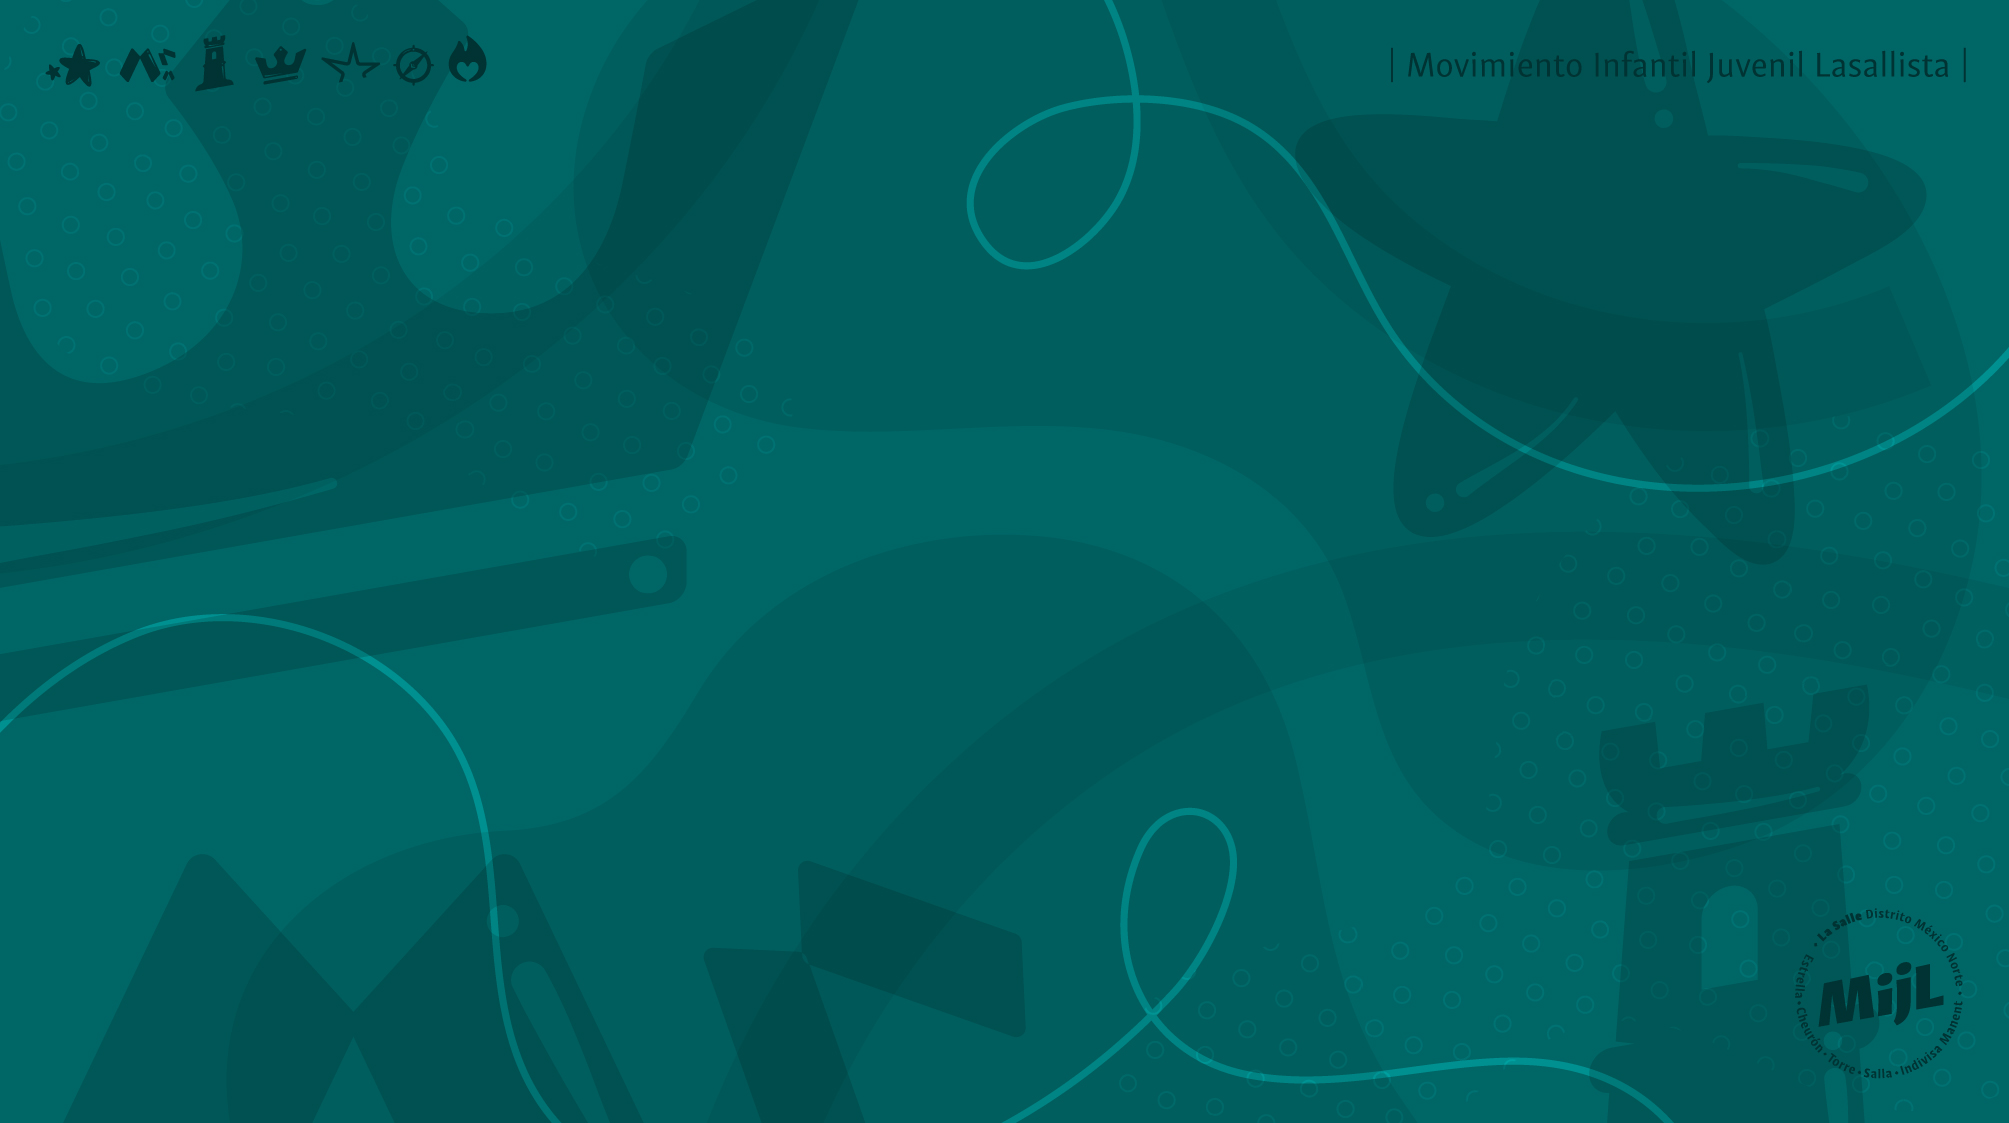 | Movimiento Infantil Juvenil Lasallista |
• La Salle Distrito México Norte •
Estrella • Cheurón • Torre • Salla • Indivisa Manent
MijL